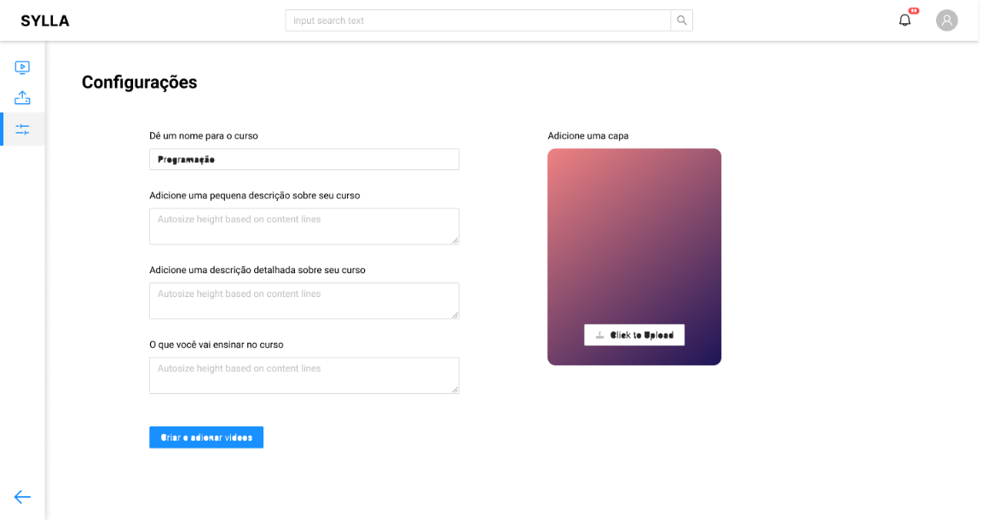 SYLLA
input search text
99
Configurações
Dê um nome para o curso
Programação
Adicione uma pequena descrição sobre seu curso
Autosize height based on content lines
Adicione uma descrição detalhada sobre seu curso
Autosize height based on content lines
O que você vai ensinar no curso
Autosize height based on content lines
Criar e adionar videos
Adicione uma capa
Click to Upload